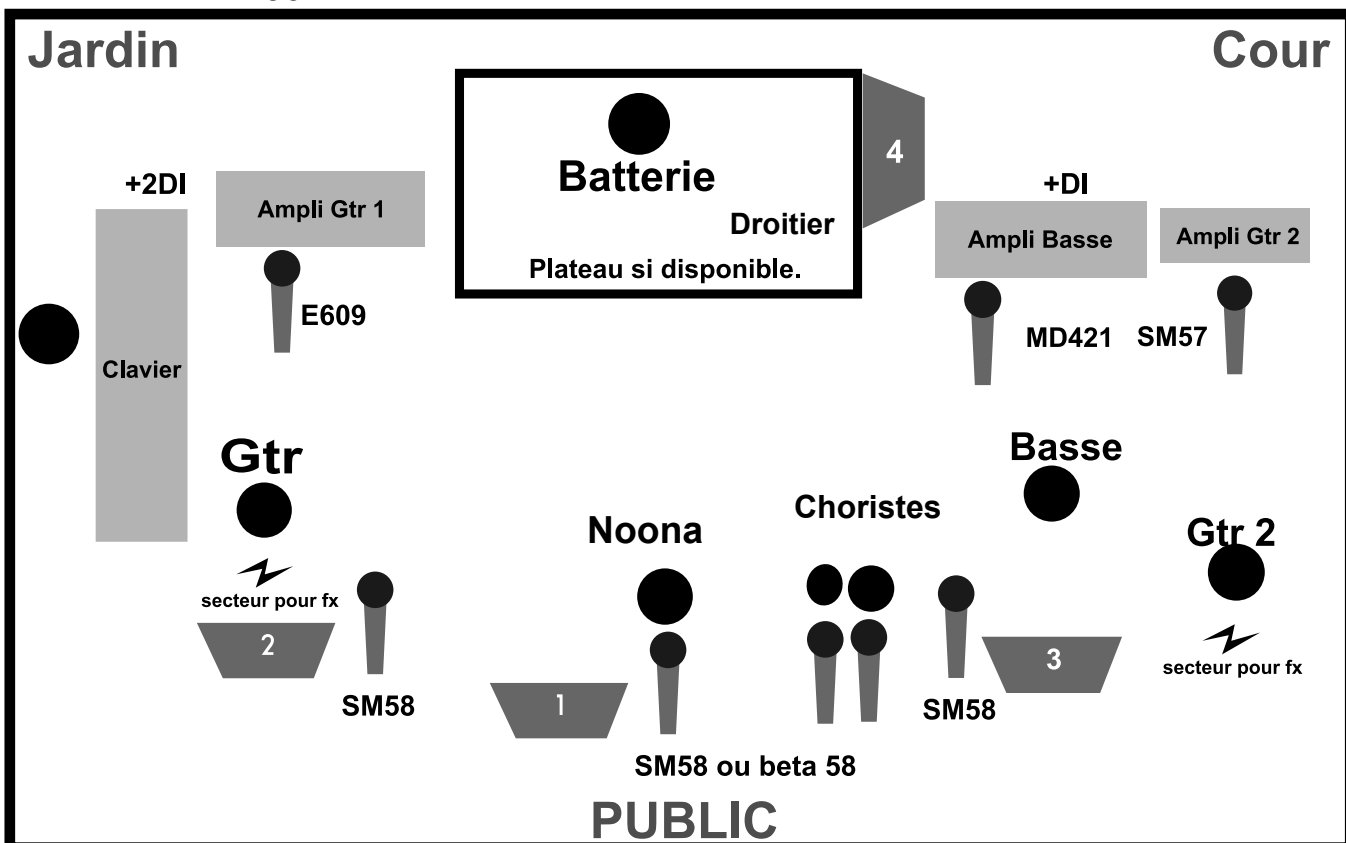 Jardin
Cour
4
Batterie
+2DI
+DI
Ampli Gtr 1
Droitier
Ampli Basse
Ampli Gtr 2
Plateau si disponible.
E609
MD421
SM57
Clavier
Gtr
Basse
Choristes
Noona
Gtr 2
secteur pour fx
2
3
secteur pour fx
SM58
1
SM58
SM58 ou beta 58
PUBLIC